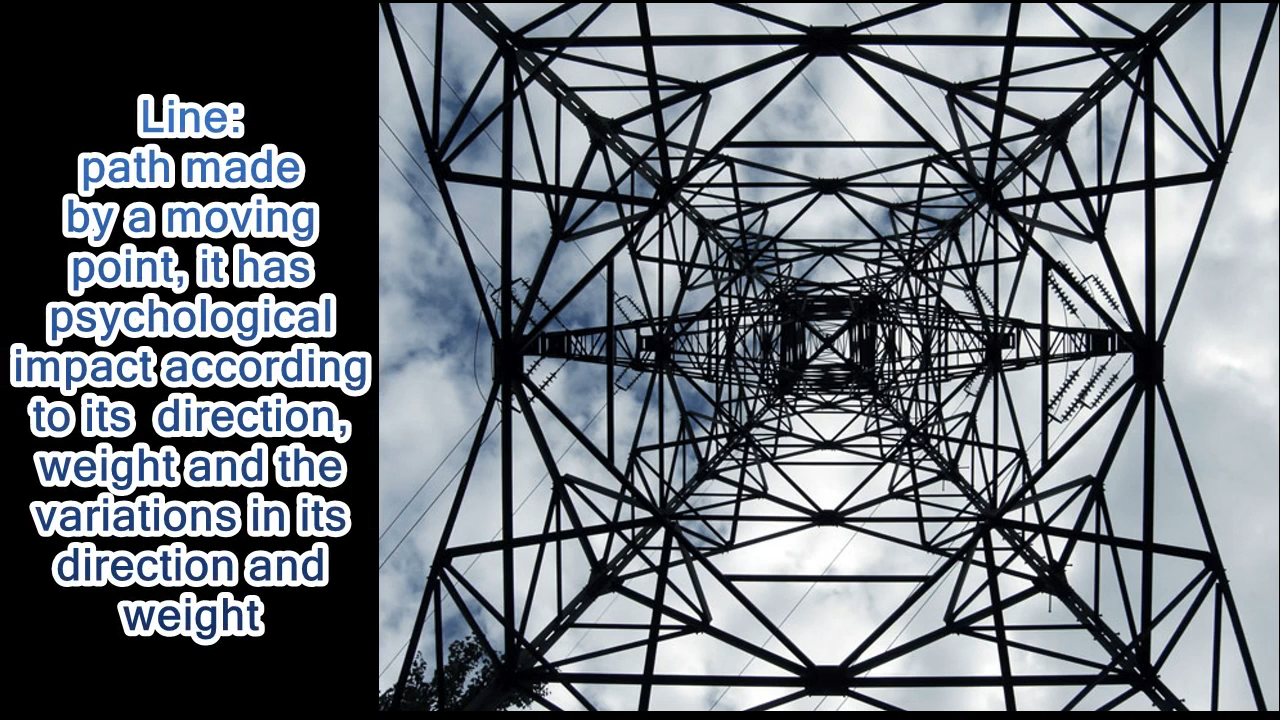 Line:
path made
by a moving
point, it has
psychological
impact according
to its  direction,
weight and the
variations in its
direction and
weight